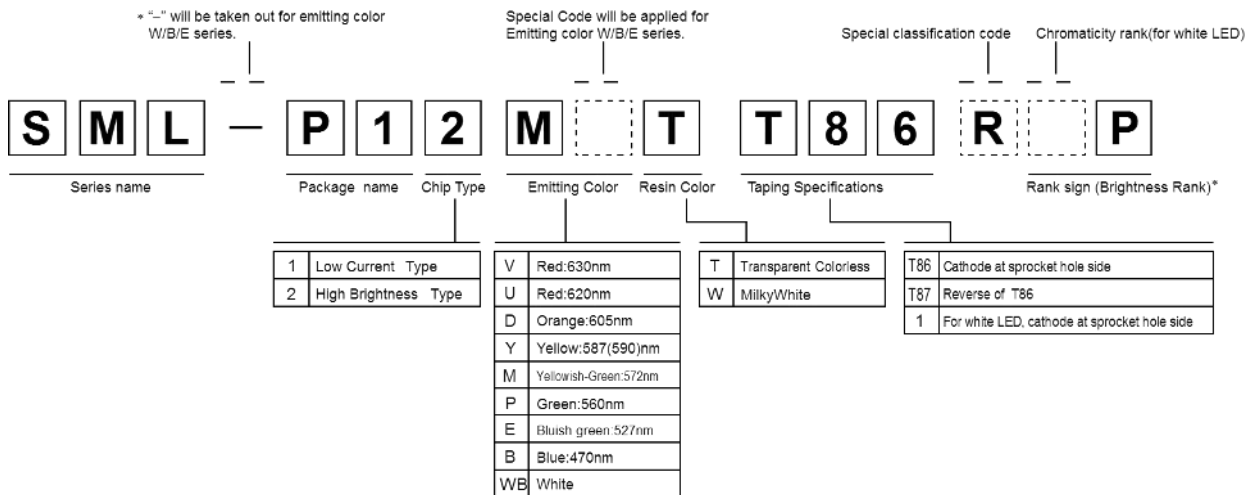 * "–" will be taken out for emitting color
W/B/E series.
Special Code will be applied for
Emitting color W/B/E series.
Special classification code
Chromaticity rank(for white LED)
S M L – P 1 2 M T T 8 6 R P
Series name
Package name
Chip Type
Emitting Color
Resin Color
Taping Specifications
Rank sign (Brightness Rank)*
1 Low Current Type
2 High Brightness Type
V Red:630nm
U Red:620nm
D Orange:605nm
Y Yellow:587(590)nm
M Yellowish-Green:572nm
P Green:560nm
E Bluish green:527nm
B Blue:470nm
WB White
T Transparent Colorless
W MilkyWhite
T86 Cathode at sprocket hole side
T87 Reverse of T86
1 For white LED, cathode at sprocket hole side